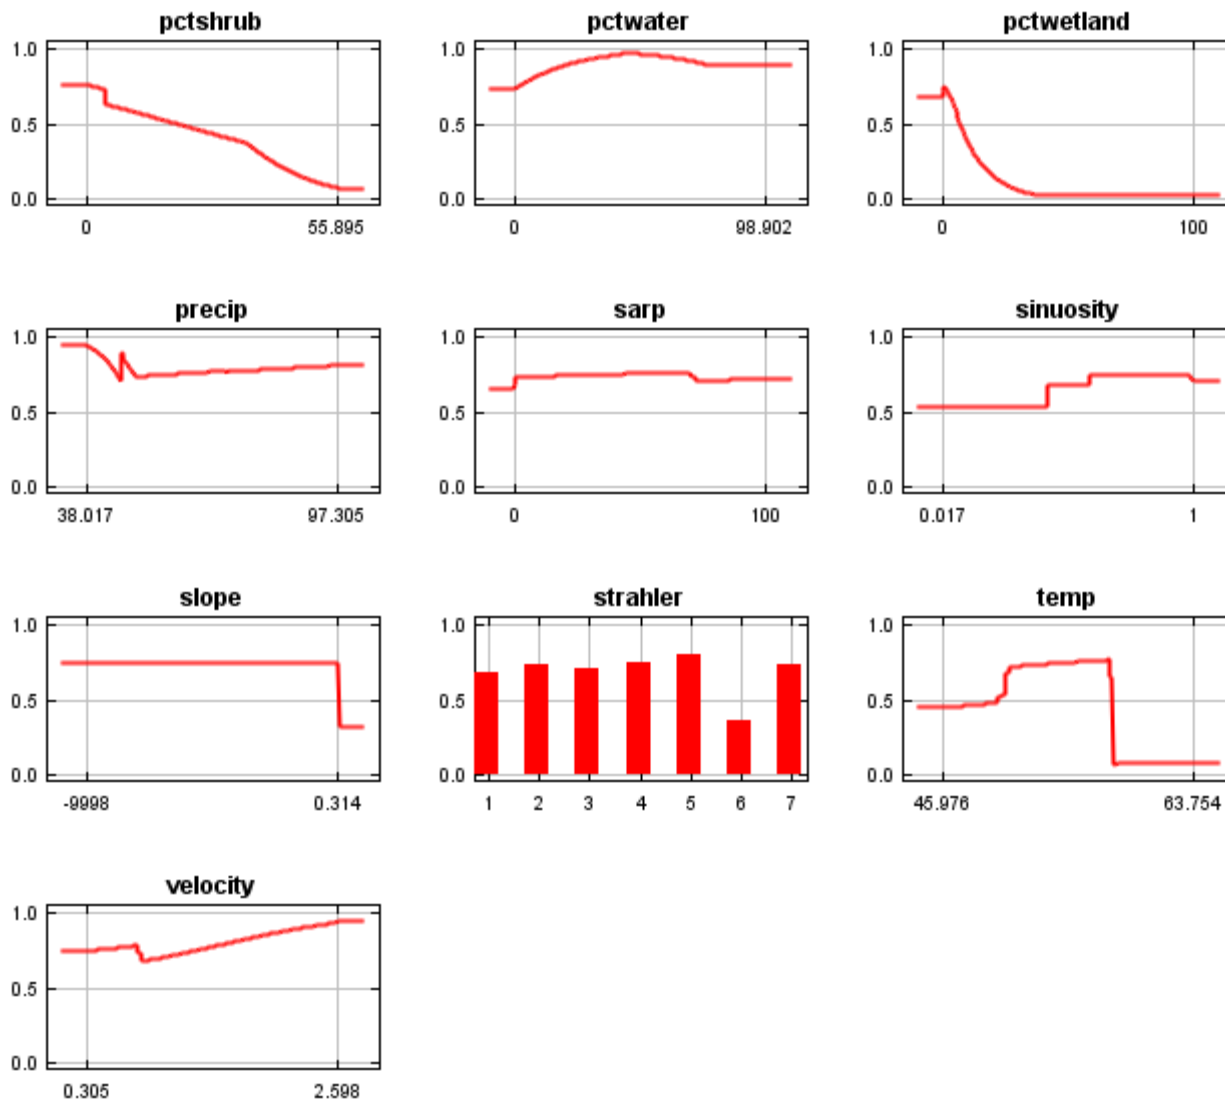 pctshrub pctwater pctwetland
1.0 1.0 1.0
0.5 0.5 0.5
0.0 0.0 0.0
0 55.895 0 98.902 0 100
precip sarp sinuosity
1.0 1.0 1.0
0.5 0.5 0.5
0.0 0.0 0.0
38.017 97.305 0 100 0.017 1
slope strahler temp
1.0 1.0 1.0
0.5 0.5 0.5
0.0 0.0 0.0
-9998 0.314 1 2 3 4 5 6 7 45.976 63.754
velocity
1.0
0.5
0.0
0.305 2.598